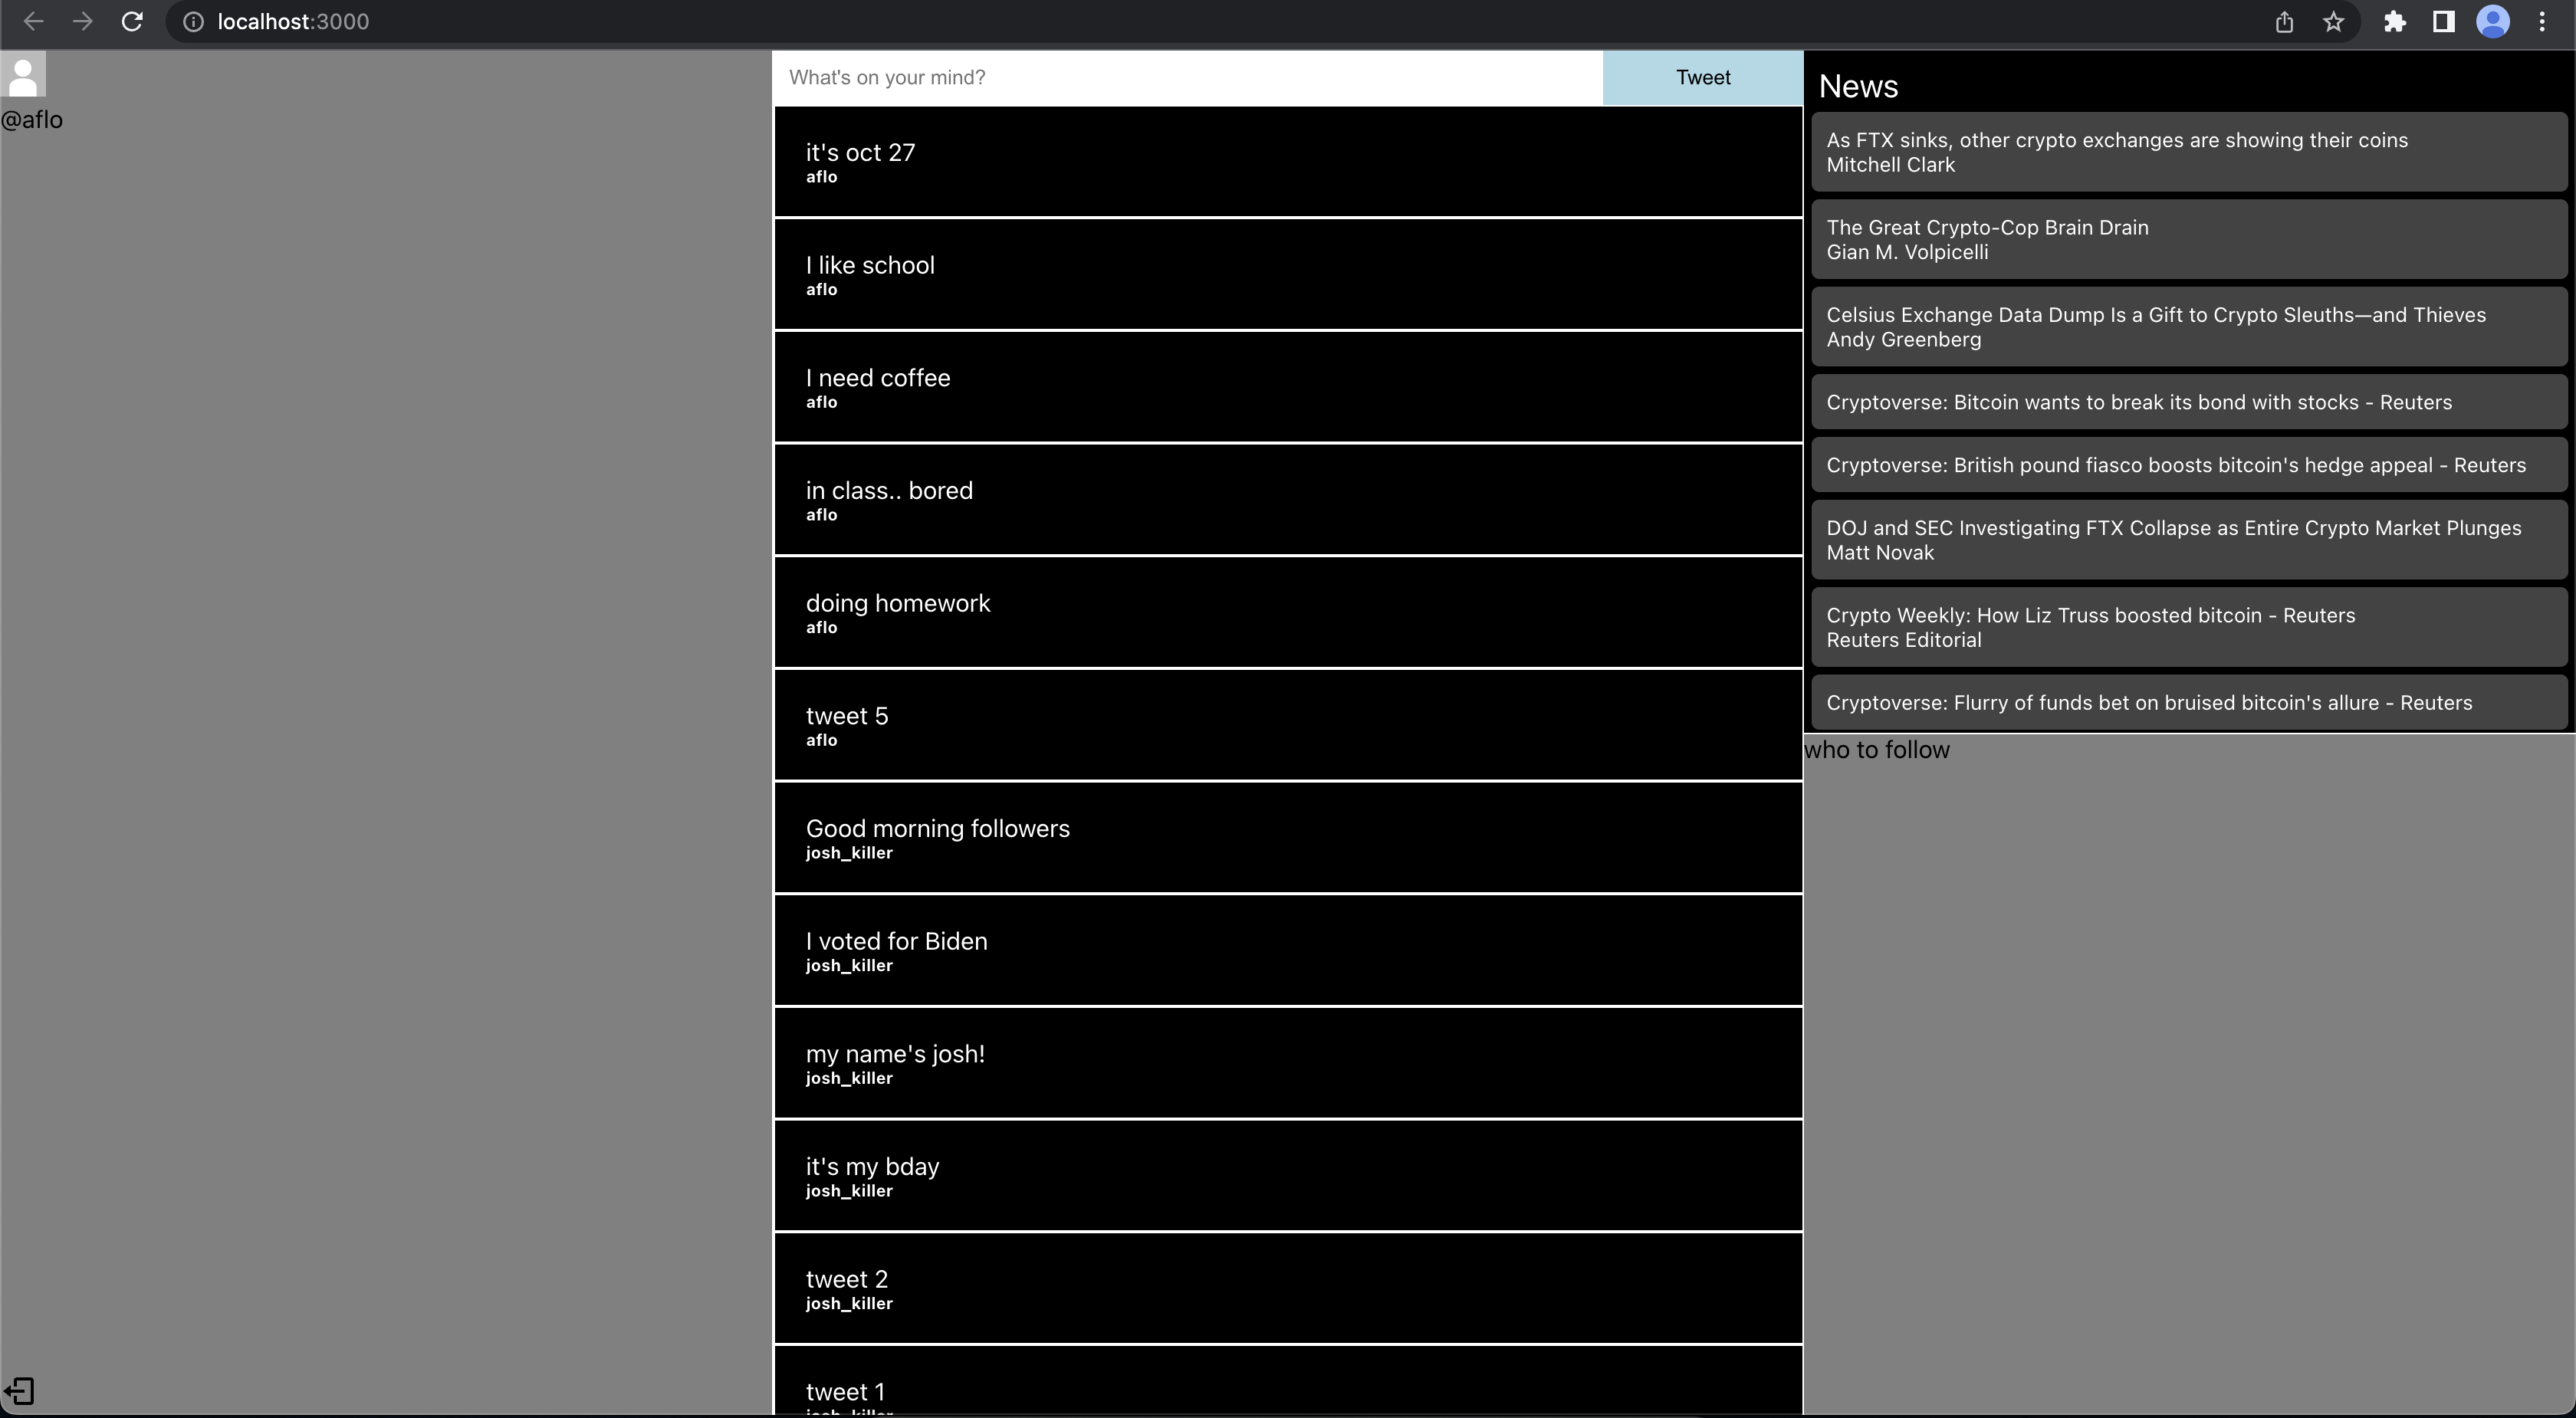 localhost:3000
@aflo
What's on your mind?
Tweet
it's oct 27
aflo
I like school
aflo
I need coffee
aflo
in class.. bored
aflo
doing homework
aflo
tweet 5
aflo
Good morning followers
josh_killer
I voted for Biden
josh_killer
my name's josh!
josh_killer
it's my bday
josh_killer
tweet 2
josh_killer
tweet 1
josh_killer
News
As FTX sinks, other crypto exchanges are showing their coins
Mitchell Clark
The Great Crypto-Cop Brain Drain
Gian M. Volpicelli
Celsius Exchange Data Dump Is a Gift to Crypto Sleuths—and Thieves
Andy Greenberg
Cryptoverse: Bitcoin wants to break its bond with stocks - Reuters
Cryptoverse: British pound fiasco boosts bitcoin's hedge appeal - Reuters
DOJ and SEC Investigating FTX Collapse as Entire Crypto Market Plunges
Matt Novak
Crypto Weekly: How Liz Truss boosted bitcoin - Reuters
Reuters Editorial
Cryptoverse: Flurry of funds bet on bruised bitcoin's allure - Reuters
who to follow